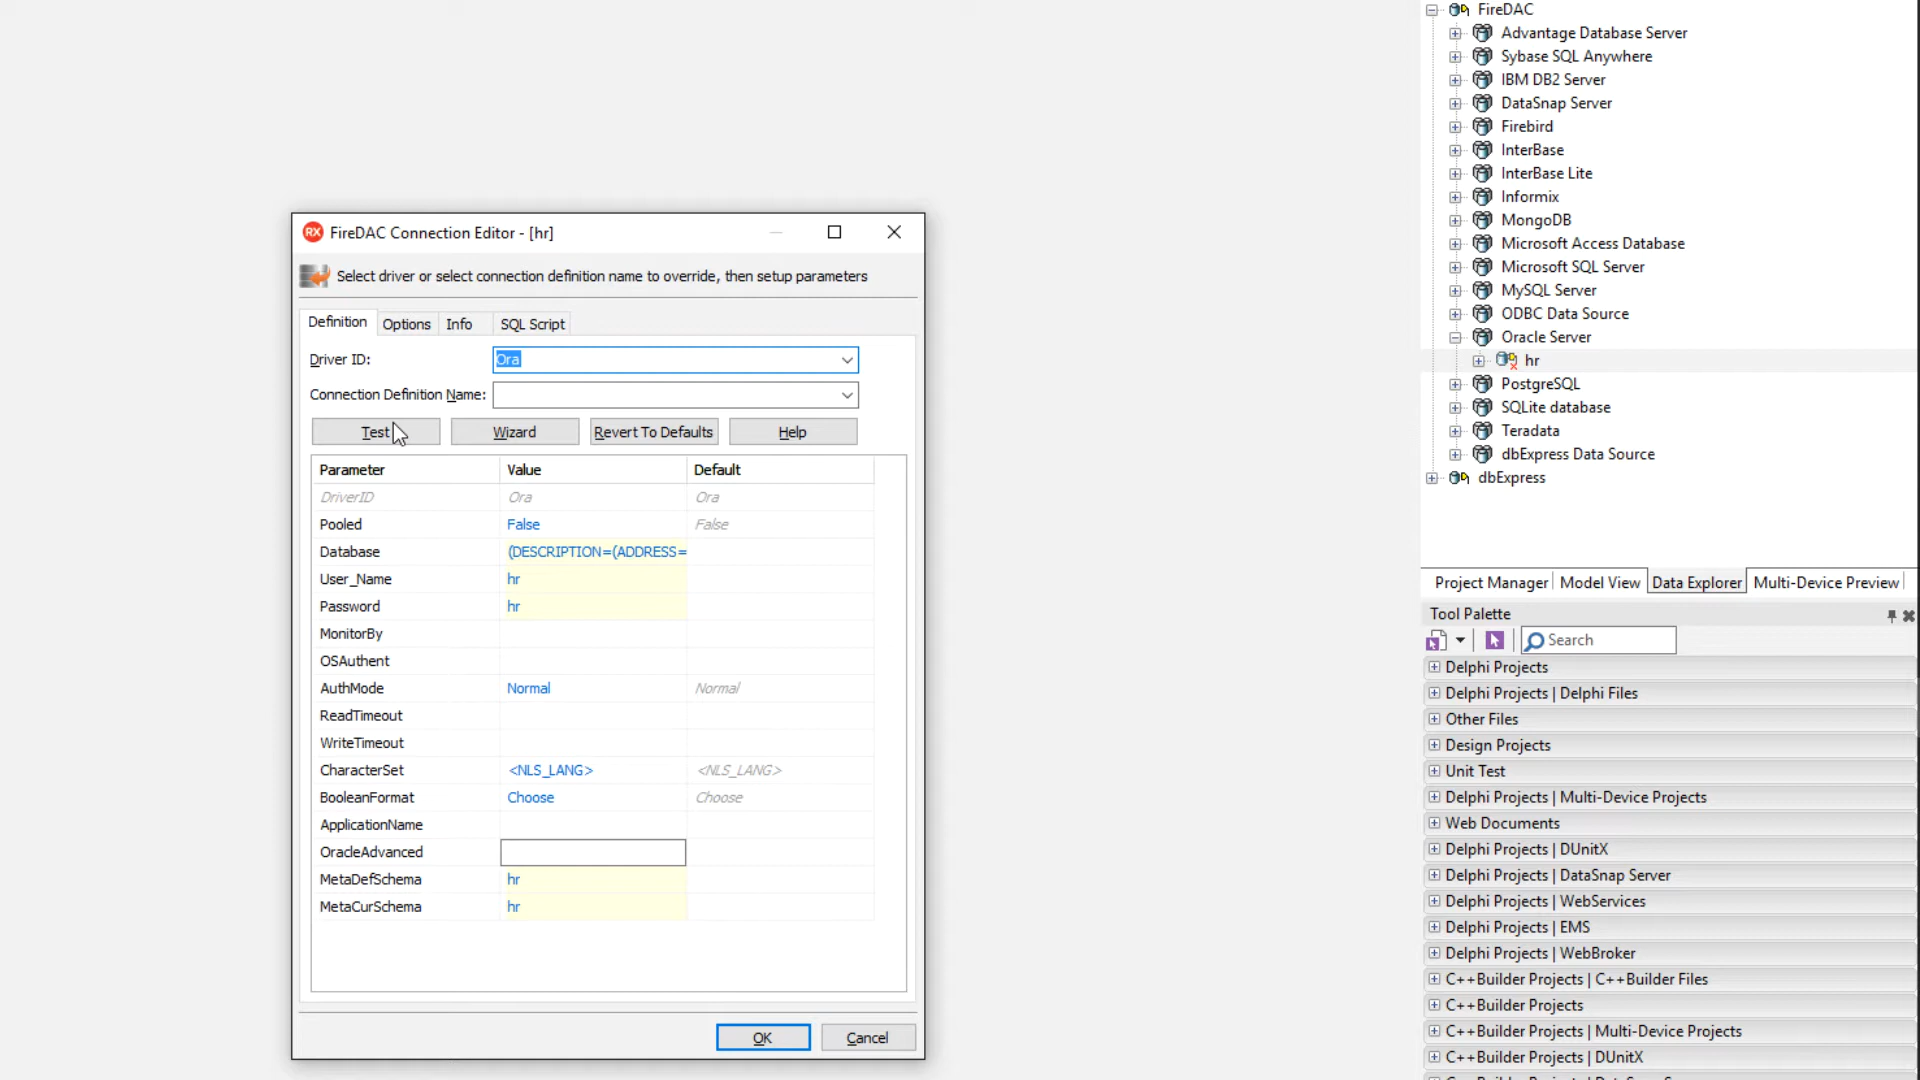 RX FireDAC Connection Editor - [hr]
Select driver or select connection definition name to override, then setup parameters
Definition Options Info SQL Script
Driver ID: Ora
Connection Definition Name:
Test Wizard Revert To Defaults Help
Parameter Value Default
DriverID Ora Ora
Pooled False False
Database (DESCRIPTION=(ADDRESS=
User_Name hr
Password hr
MonitorBy
OSAuthent
AuthMode Normal Normal
ReadTimeout
WriteTimeout
CharacterSet <NLS_LANG> <NLS_LANG>
BooleanFormat Choose Choose
ApplicationName
OracleAdvanced
MetaDefSchema hr
MetaCurSchema hr
OK Cancel
FireDAC
Advantage Database Server
Sybase SQL Anywhere
IBM DB2 Server
DataSnap Server
Firebird
InterBase
InterBase Lite
Informix
MongoDB
Microsoft Access Database
Microsoft SQL Server
MySQL Server
ODBC Data Source
Oracle Server
hr
PostgreSQL
SQLite database
Teradata
dbExpress Data Source
dbExpress
Project Manager Model View Data Explorer Multi-Device Preview
Tool Palette
Search
Delphi Projects
Delphi Projects | Delphi Files
Other Files
Design Projects
Unit Test
Delphi Projects | Multi-Device Projects
Web Documents
Delphi Projects | DUnitX
Delphi Projects | DataSnap Server
Delphi Projects | WebServices
Delphi Projects | EMS
Delphi Projects | WebBroker
C++Builder Projects | C++Builder Files
C++Builder Projects
C++Builder Projects | Multi-Device Projects
C++Builder Projects | DUnitX